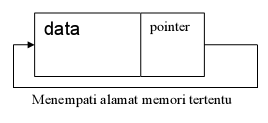 data
pointer
Menempati alamat memori tertentu